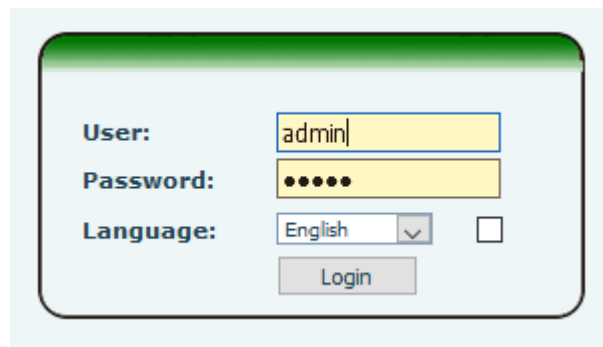 User: admin
Password: •••••
Language: English
Login